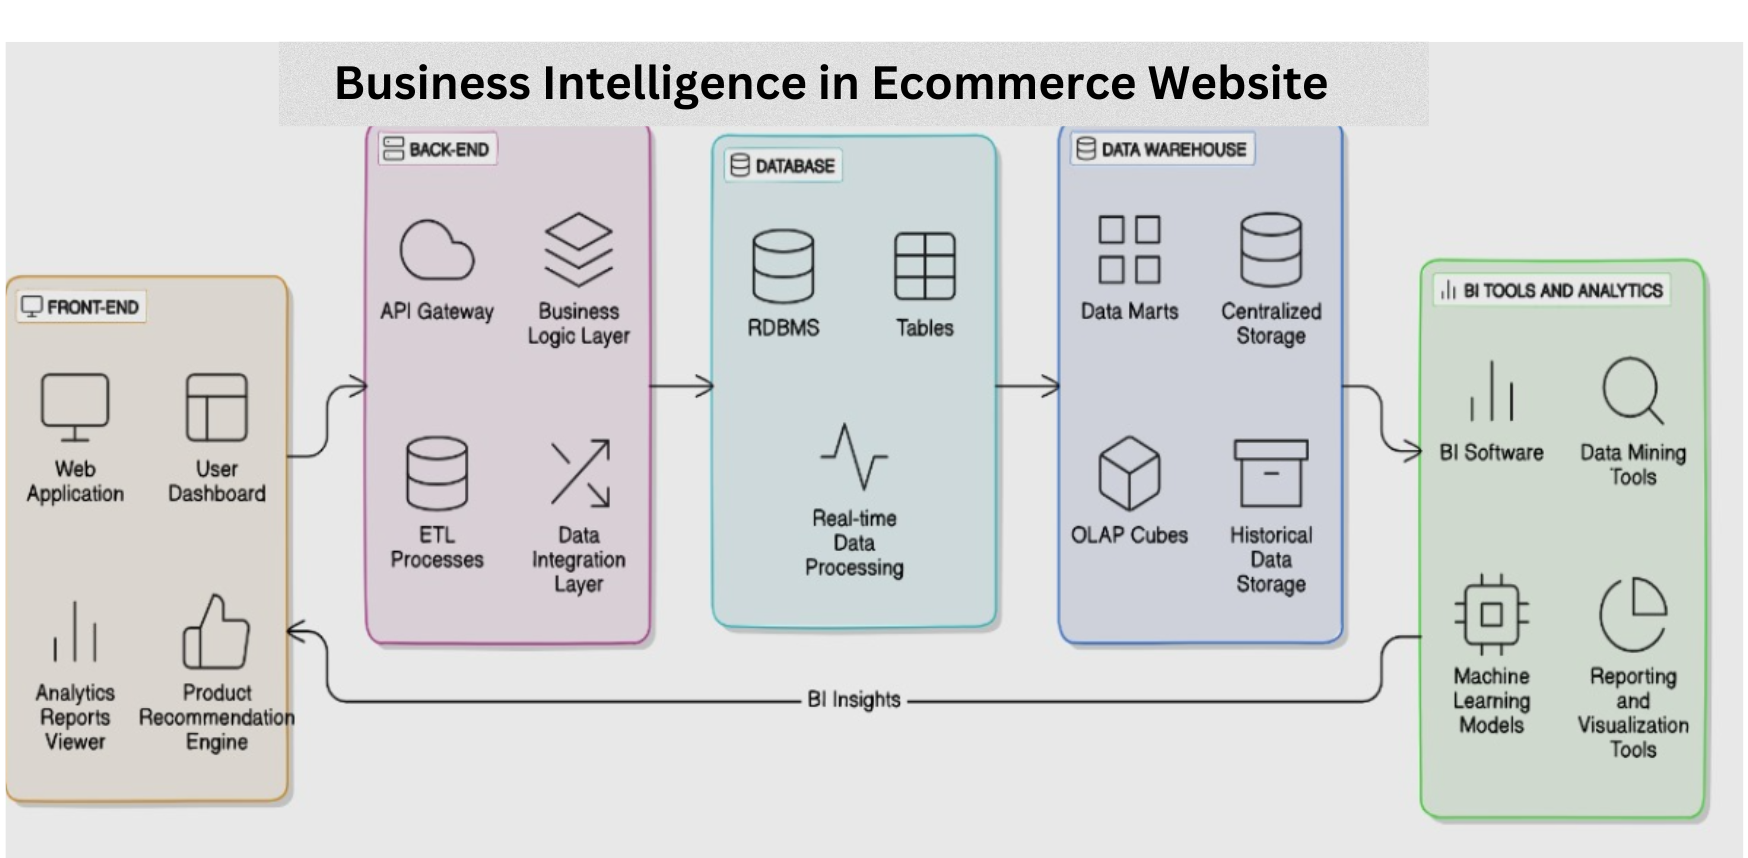 Business Intelligence in Ecommerce Website
FRONT-END
Web
Application
User
Dashboard
Analytics
Reports
Viewer
Product
Recommendation
Engine
BACK-END
API Gateway
Business
Logic Layer
ETL
Processes
Data
Integration
Layer
DATABASE
RDBMS
Tables
Real-time
Data
Processing
DATA WAREHOUSE
Data Marts
Centralized
Storage
OLAP Cubes
Historical
Data
Storage
BI TOOLS AND ANALYTICS
BI Software
Data Mining
Tools
Machine
Learning
Models
Reporting
and
Visualization
Tools
BI Insights